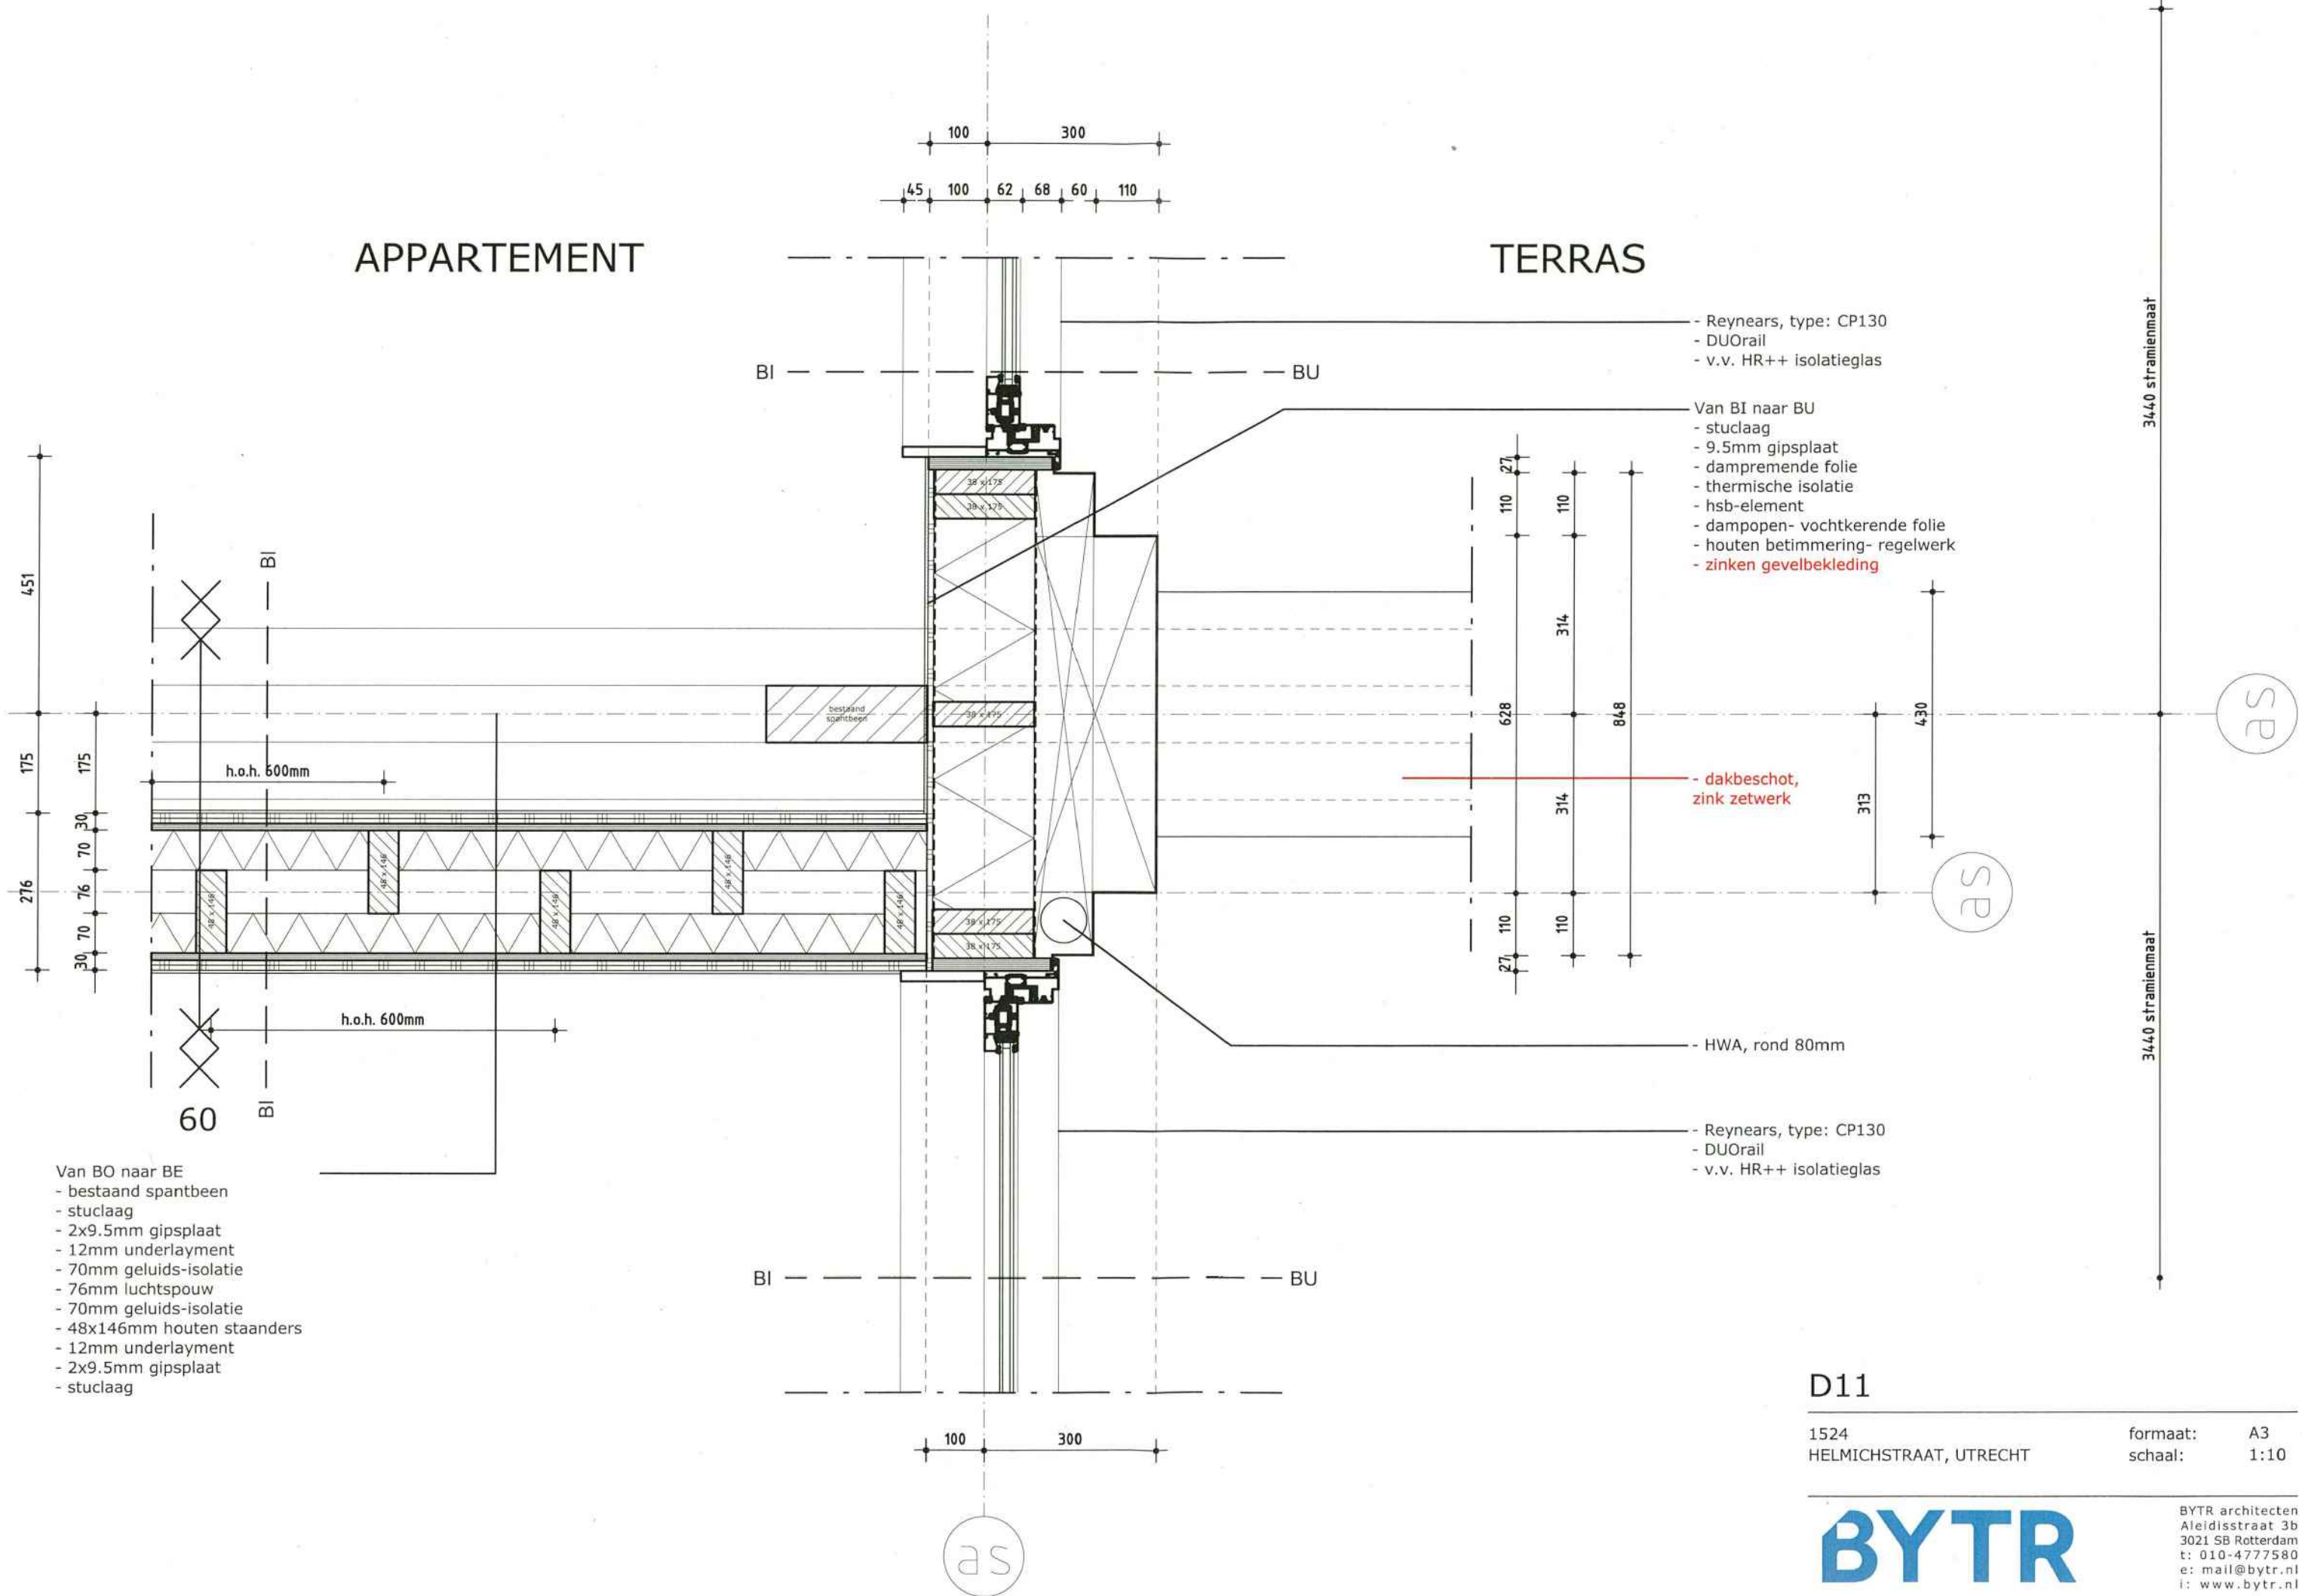 100
300
45
100
62
68
60
110
APPARTEMENT
TERRAS
- Reynears, type: CP130
- DUOrail
- v.v. HR++ isolatieglas
BI
BU
Van BI naar BU
- stuclaag
- 9.5mm gipsplaat
- dampremende folie
- thermische isolatie
- hsb-element
- dampopen- vochtkerende folie
- houten betimmering- regelwerk
- zinken gevelbekleding
3440 stramienmaat
38 x 175
38 x 175
27
110
110
451
BI
314
bestaand
spantbeen
38 x 175
628
848
430
as
175
175
h.o.h. 600mm
- dakbeschot,
zink zetwerk
314
313
30
70
76
70
30
276
48 x 146
48 x 146
48 x 146
48 x 146
48 x 146
as
38 x 175
38 x 175
110
110
27
3440 stramienmaat
h.o.h. 600mm
- HWA, rond 80mm
60
BI
- Reynears, type: CP130
- DUOrail
- v.v. HR++ isolatieglas
Van BO naar BE
- bestaand spantbeen
- stuclaag
- 2x9.5mm gipsplaat
- 12mm underlayment
- 70mm geluids-isolatie
- 76mm luchtspouw
- 70mm geluids-isolatie
- 48x146mm houten staanders
- 12mm underlayment
- 2x9.5mm gipsplaat
- stuclaag
BI
BU
100
300
as
D11
1524
formaat: A3
HELMICHSTRAAT, UTRECHT
schaal: 1:10
BYTR
BYTR architecten
Aleidisstraat 3b
3021 SB Rotterdam
t: 010-4777580
e: mail@bytr.nl
i: www.bytr.nl